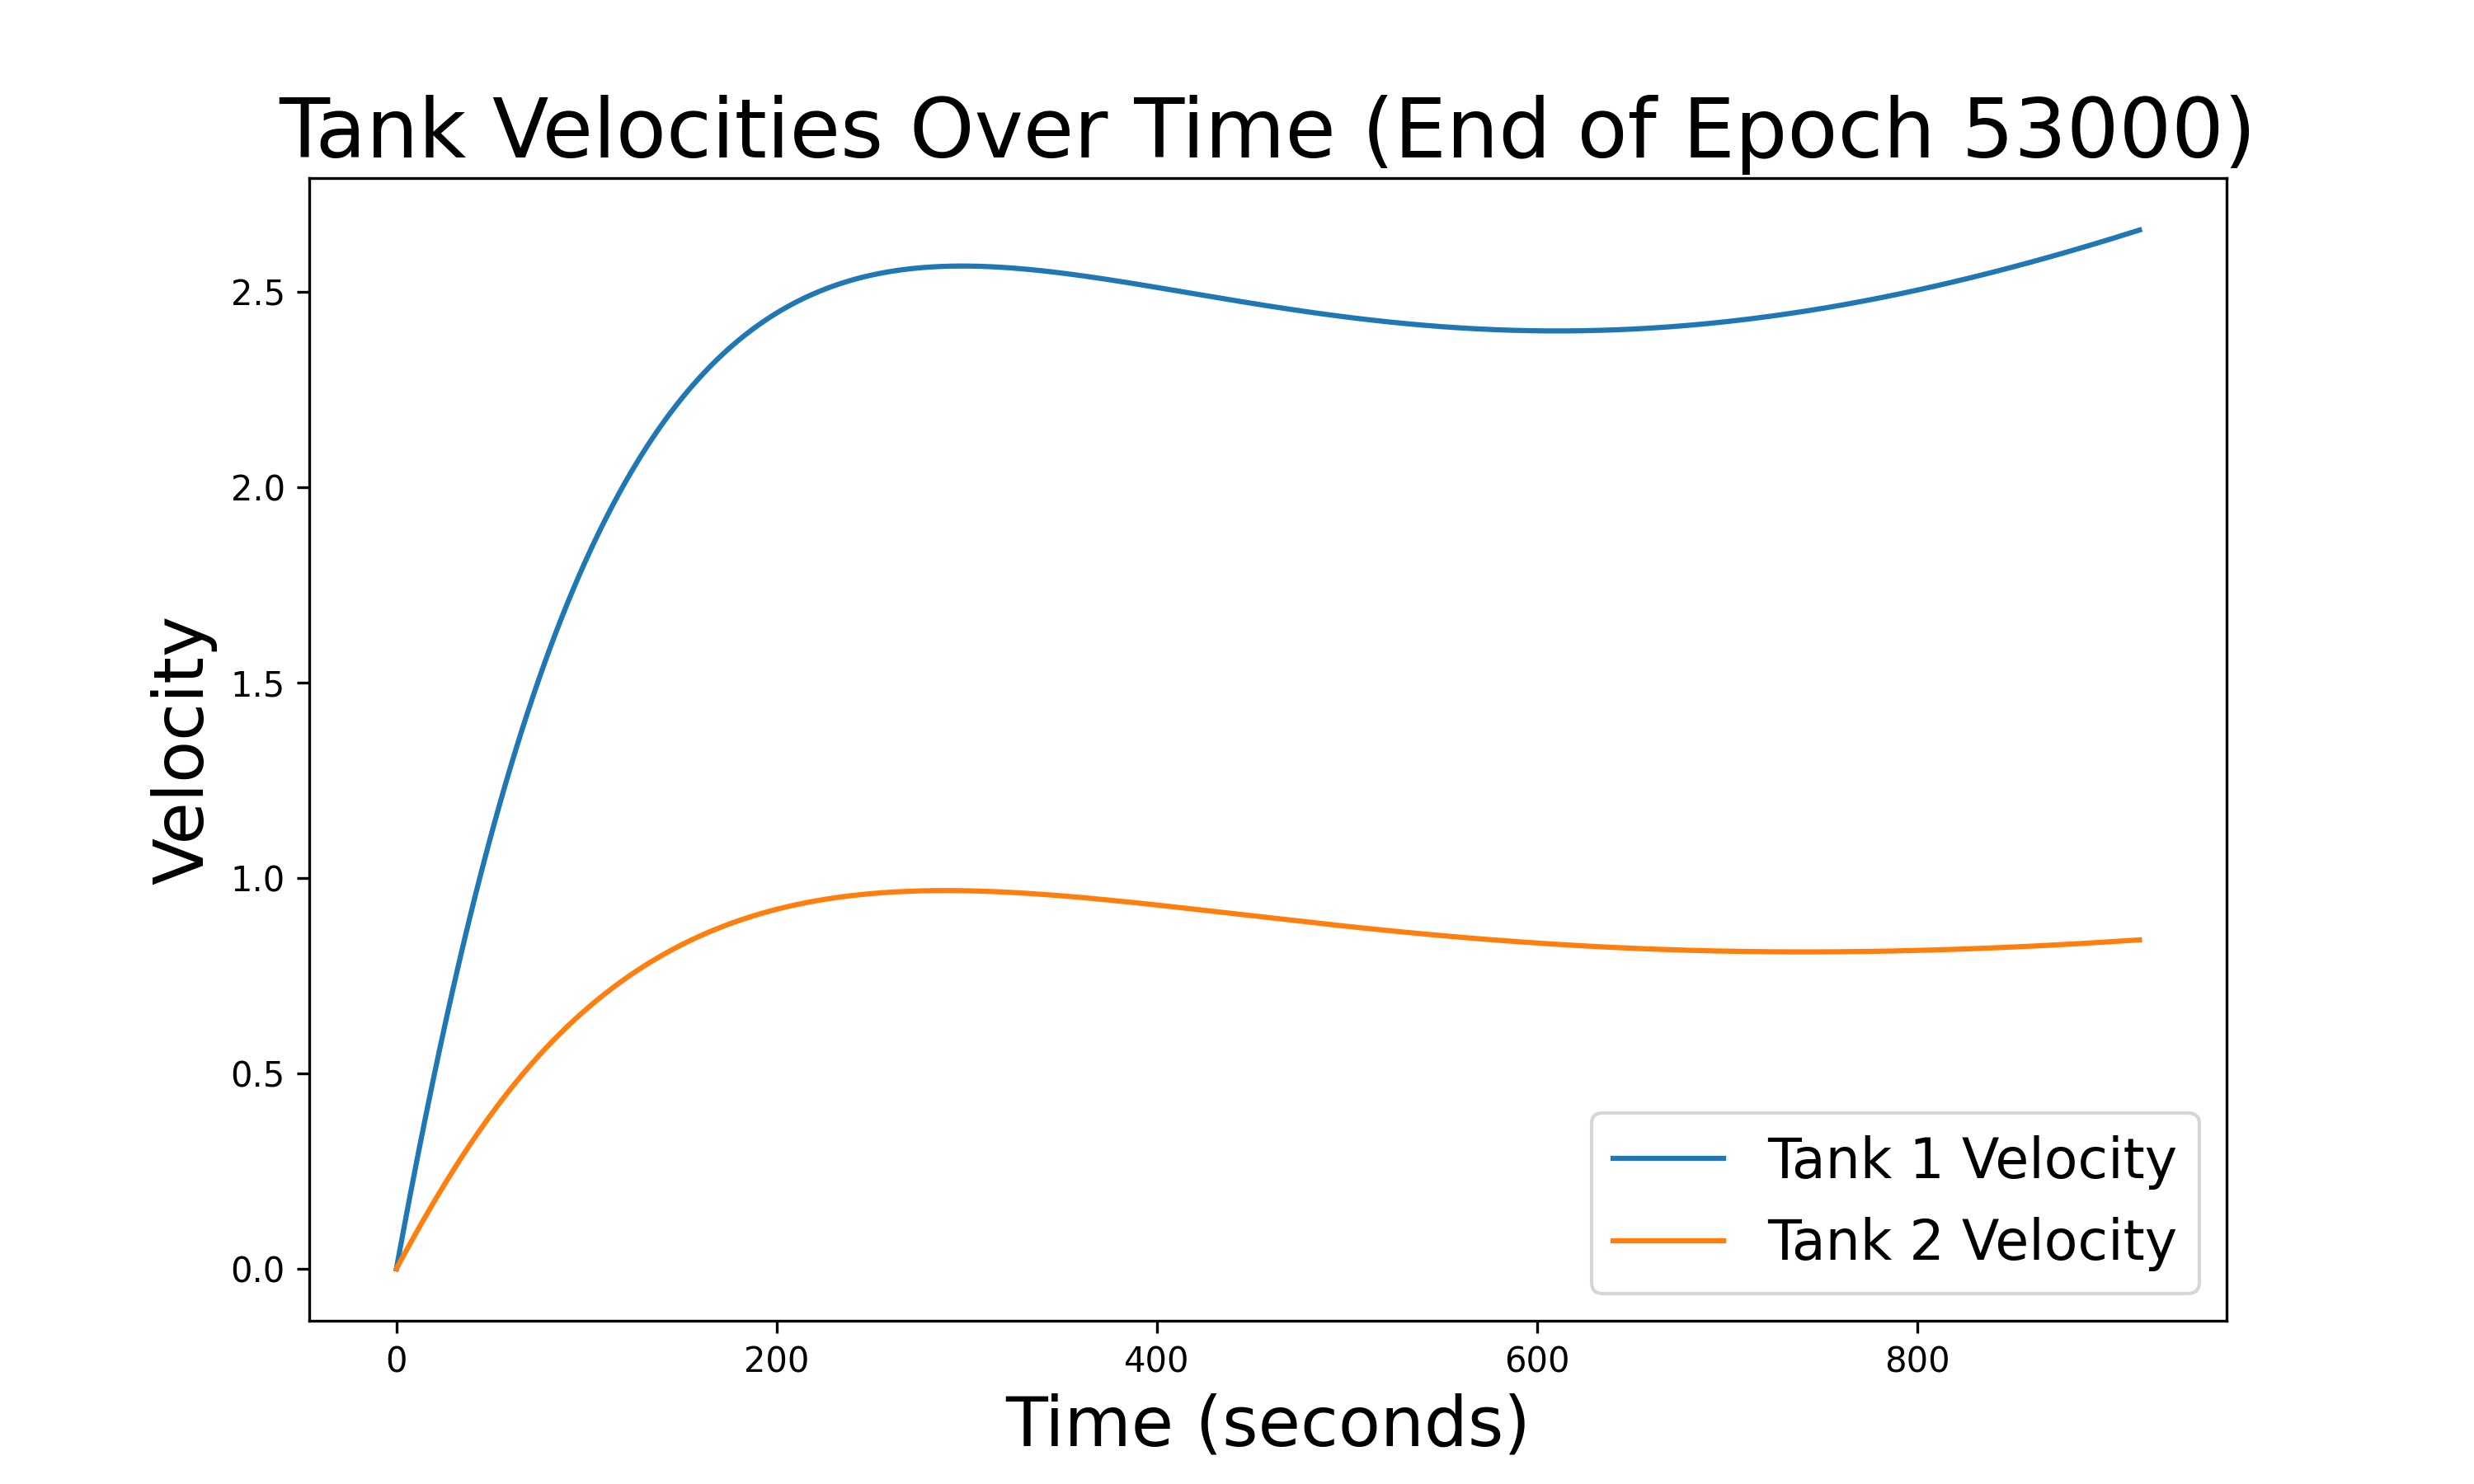 Tank Velocities Over Time (End of Epoch 53000)
Velocity
2.5
2.0
1.5
1.0
0.5
0.0
Tank 1 Velocity
Tank 2 Velocity
0 200 400 600 800
Time (seconds)